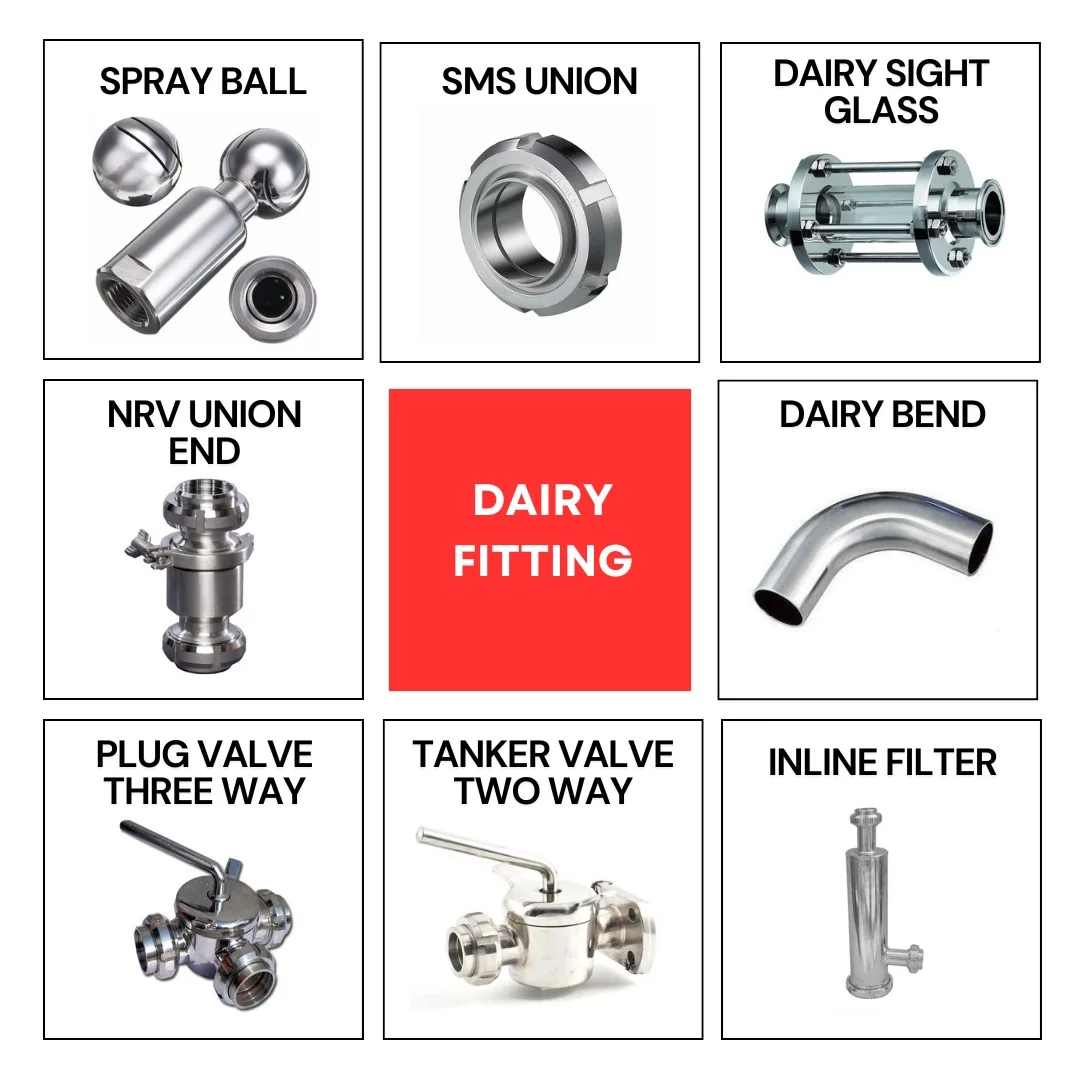 SPRAY BALL
SMS UNION
DAIRY SIGHT
GLASS
NRV UNION
END
DAIRY
FITTING
DAIRY BEND
PLUG VALVE
THREE WAY
TANKER VALVE
TWO WAY
INLINE FILTER